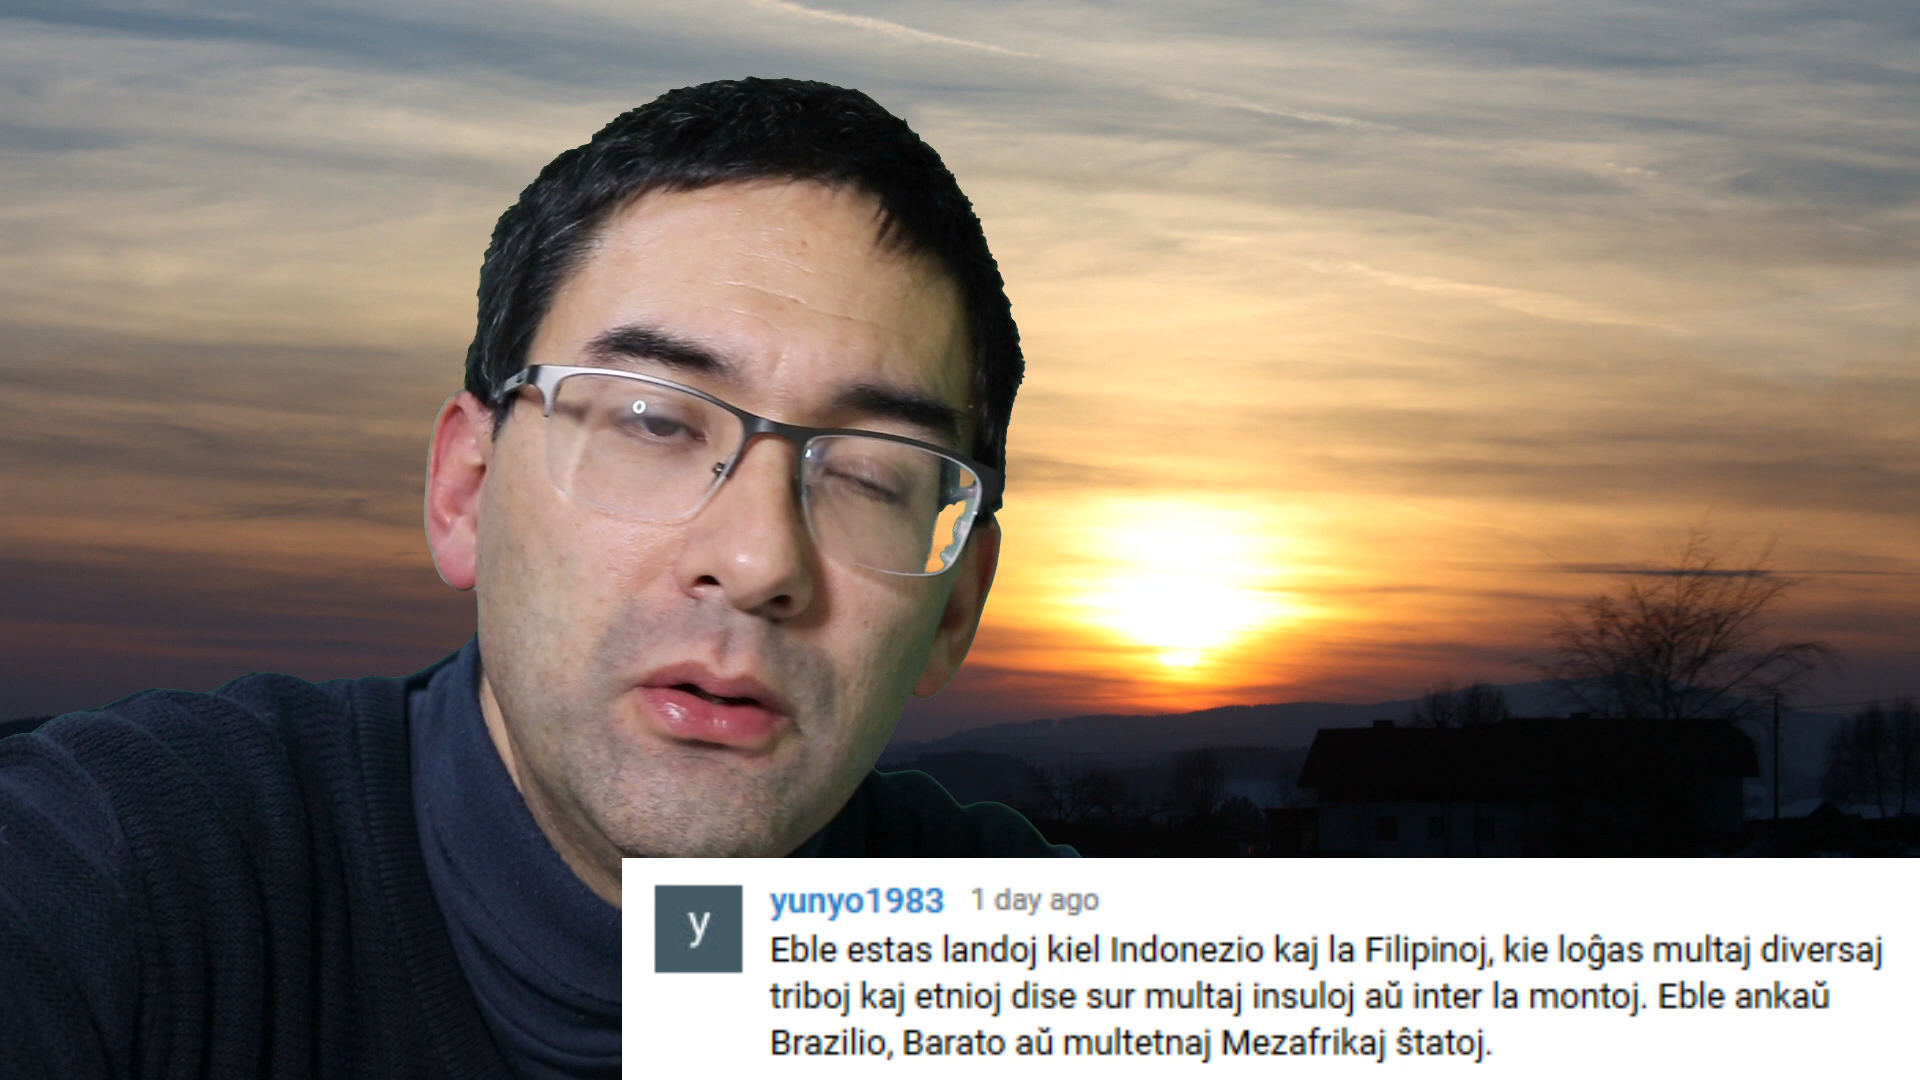 y
yunyo1983 1 day ago
Eble estas landoj kiel Indonezio kaj la Filipinoj, kie loĝas multaj diversaj
triboj kaj etnioj dise sur multaj insuloj aŭ inter la montoj. Eble ankaŭ
Brazilio, Barato aŭ multetnaj Mezafrikaj ŝtatoj.